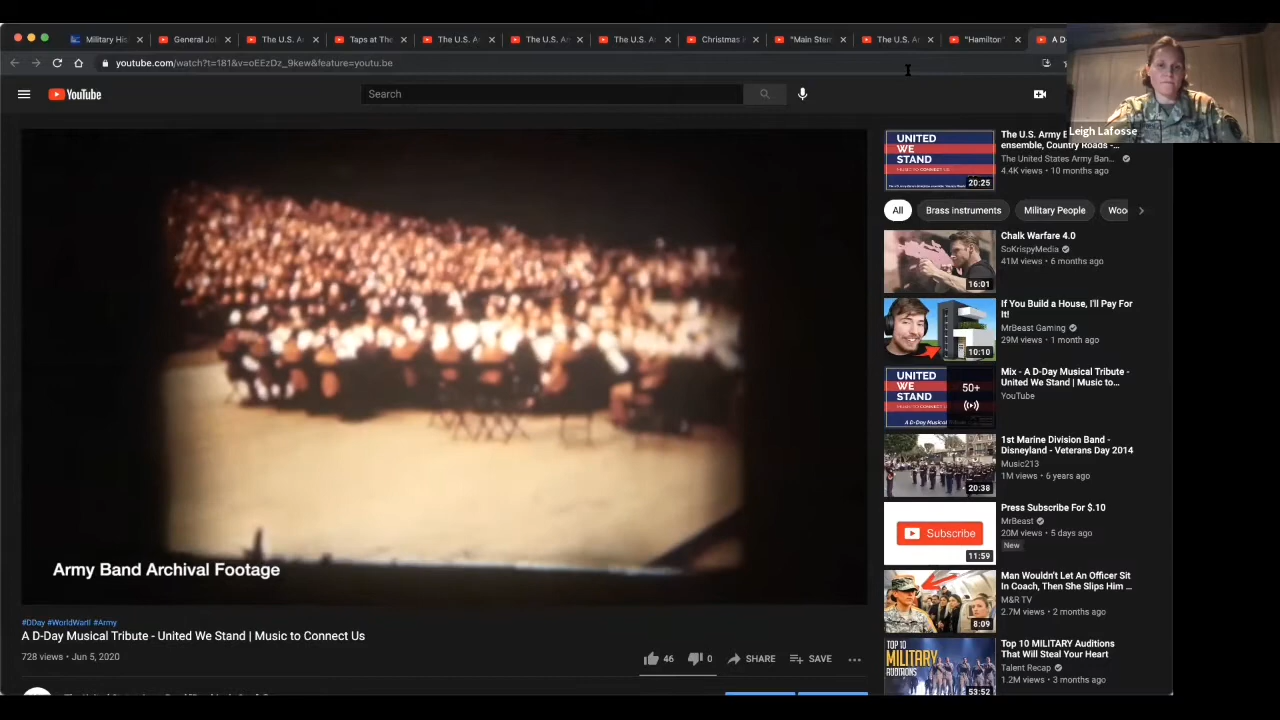 Military His
General Jol
The U.S. Ar
Taps at The
The U.S. A
The U.S. Ar
The U.S. Ar
Christmas
"Main Stem
The U.S. Ar
"Hamilton"
A D
youtube.com/watch?t=181&v=oEEzDz_9kew&feature=youtu.be
YouTube
Search
Leigh Lafosse
Army Band Archival Footage
#DDay #WorldWarII #Army
A D-Day Musical Tribute - United We Stand | Music to Connect Us
728 views • Jun 5, 2020
46
0
SHARE
SAVE
UNITED
WE
STAND
20:25
The U.S. Army
ensemble, Country Roads -...
The United States Army Ban...
4.4K views • 10 months ago
All
Brass instruments
Military People
Woo
16:01
Chalk Warfare 4.0
SoKrispyMedia
41M views • 6 months ago
10:10
If You Build a House, I'll Pay For
It!
MrBeast Gaming
29M views • 1 month ago
UNITED
WE
STAND
A D-Day Musical
50+
Mix - A D-Day Musical Tribute -
United We Stand | Music to...
YouTube
20:38
1st Marine Division Band -
Disneyland - Veterans Day 2014
Music213
1M views • 6 years ago
Subscribe
11:59
Press Subscribe For $.10
MrBeast
20M views • 5 days ago
New
8:09
Man Wouldn't Let An Officer Sit
In Coach, Then She Slips Him ...
M&R TV
2.7M views • 2 months ago
TOP 10
MILITARY
AUDITIONS
53:52
Top 10 MILITARY Auditions
That Will Steal Your Heart
Talent Recap
1.2M views • 3 months ago